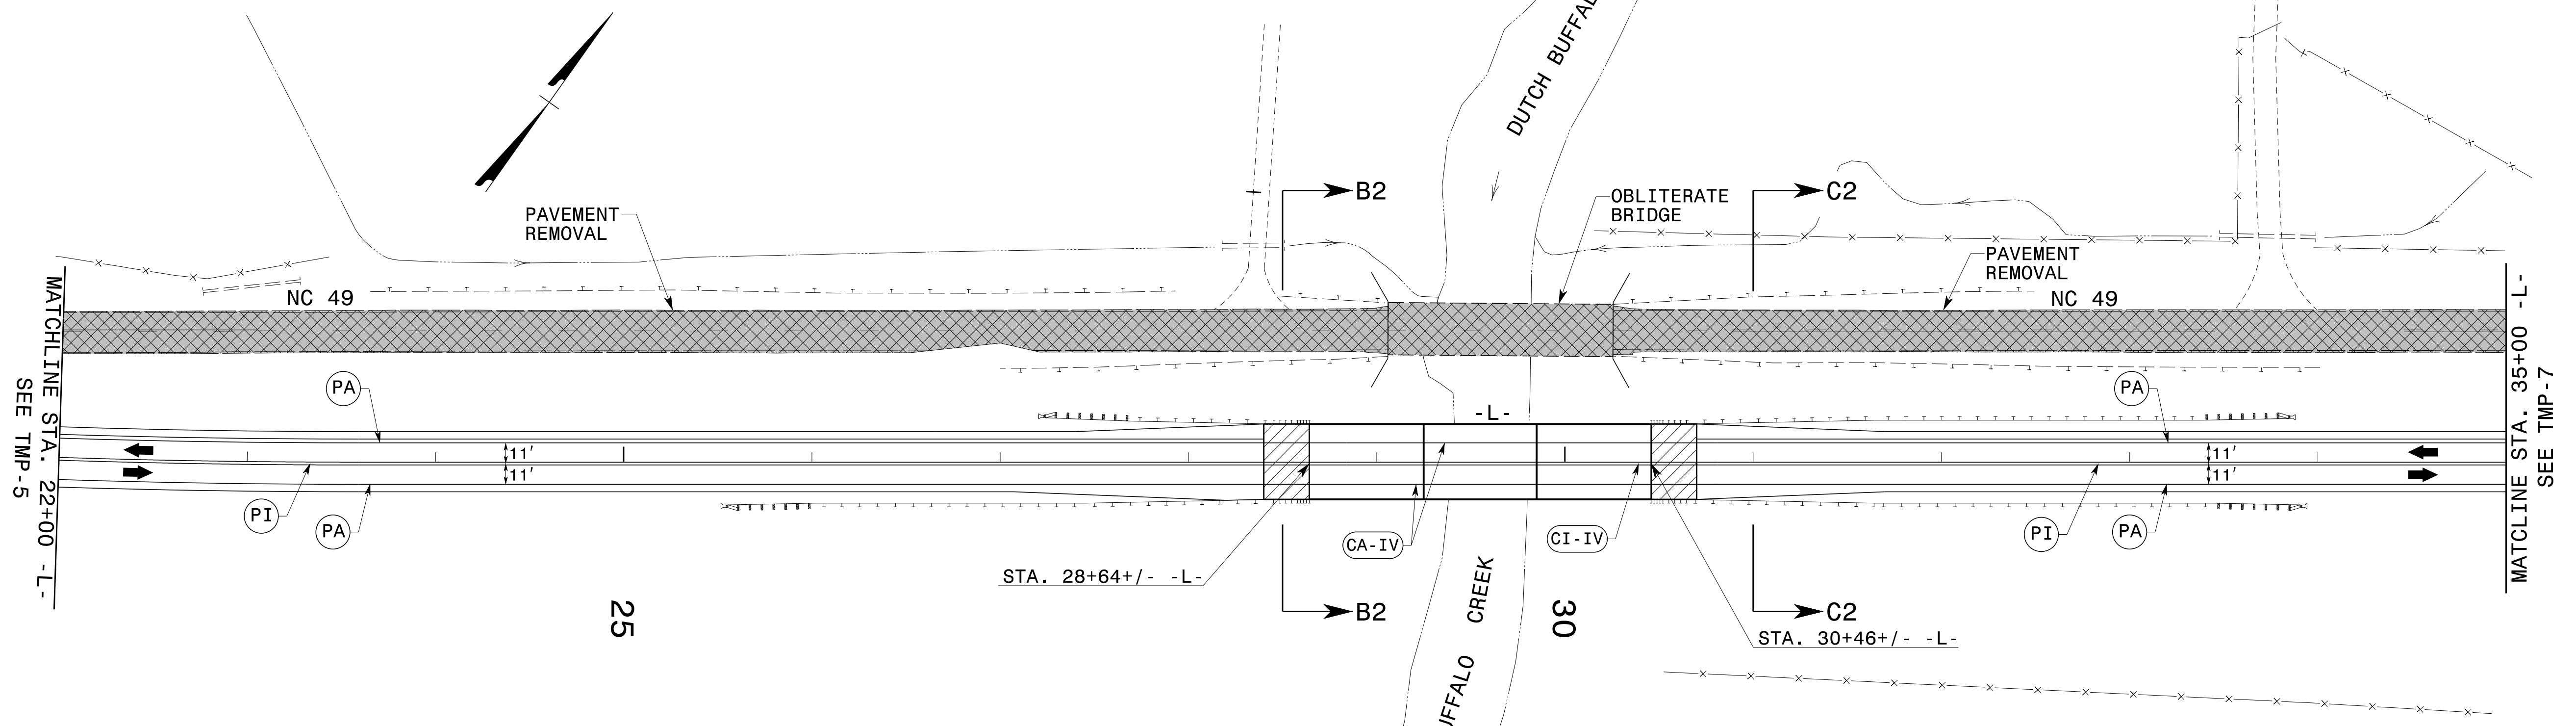 DUTCH BUFFAL
B2
C2
OBLITERATE
BRIDGE
PAVEMENT
REMOVAL
PAVEMENT
REMOVAL
NC 49
NC 49
MATCHLINE STA. 22+00 -L-
SEE TMP-5
MATCLINE STA. 35+00 -L-
SEE TMP-7
PA
PA
-L-
11'
11'
11'
11'
PI
PA
CA-IV
CI-IV
PI
PA
STA. 28+64+/- -L-
B2
C2
STA. 30+46+/- -L-
25
30
UFFALO CREEK